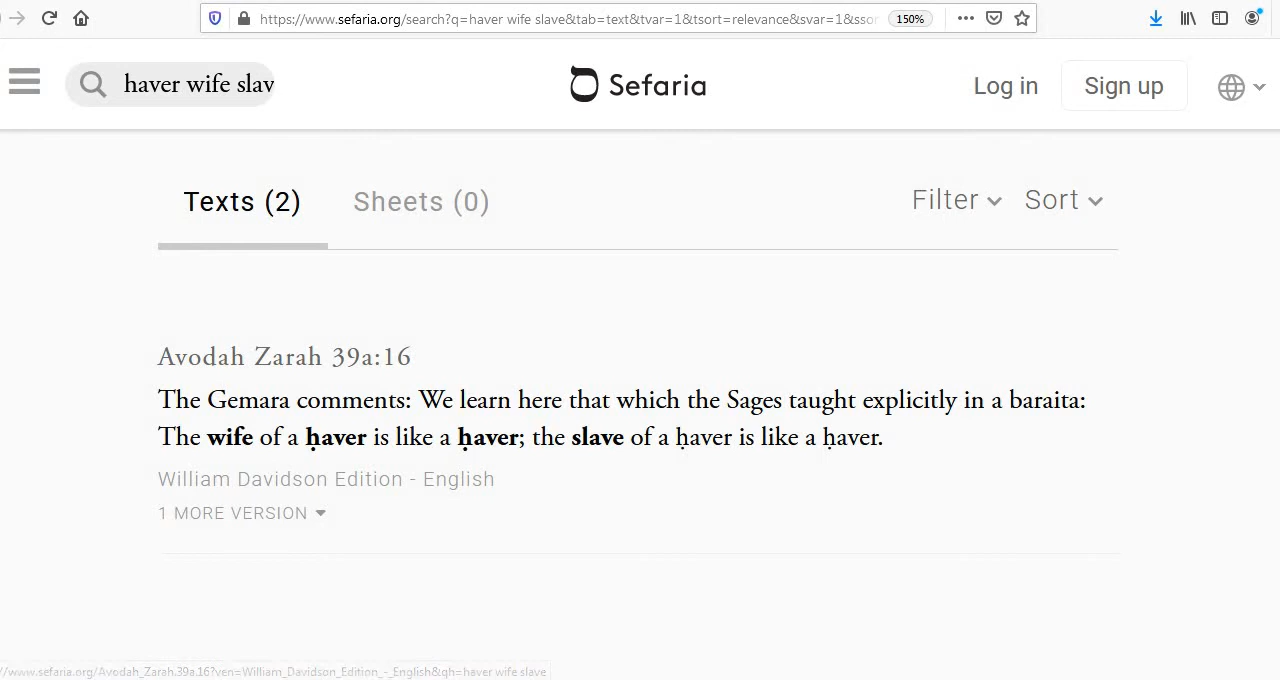 https://www.sefaria.org/search?q=haver wife slave&tab=text&tvar=1&tsort=relevance&svar=1&ssor
150%
haver wife slav
Sefaria
Log in
Sign up
Texts (2)
Sheets (0)
Filter
Sort
Avodah Zarah 39a:16
The Gemara comments: We learn here that which the Sages taught explicitly in a baraita:
The wife of a ḥaver is like a ḥaver; the slave of a ḥaver is like a ḥaver.
William Davidson Edition - English
1 MORE VERSION
//www.sefaria.org/Avodah_Zarah.39a.16?ven=William_Davidson_Edition_-_English&qh=haver wife slave